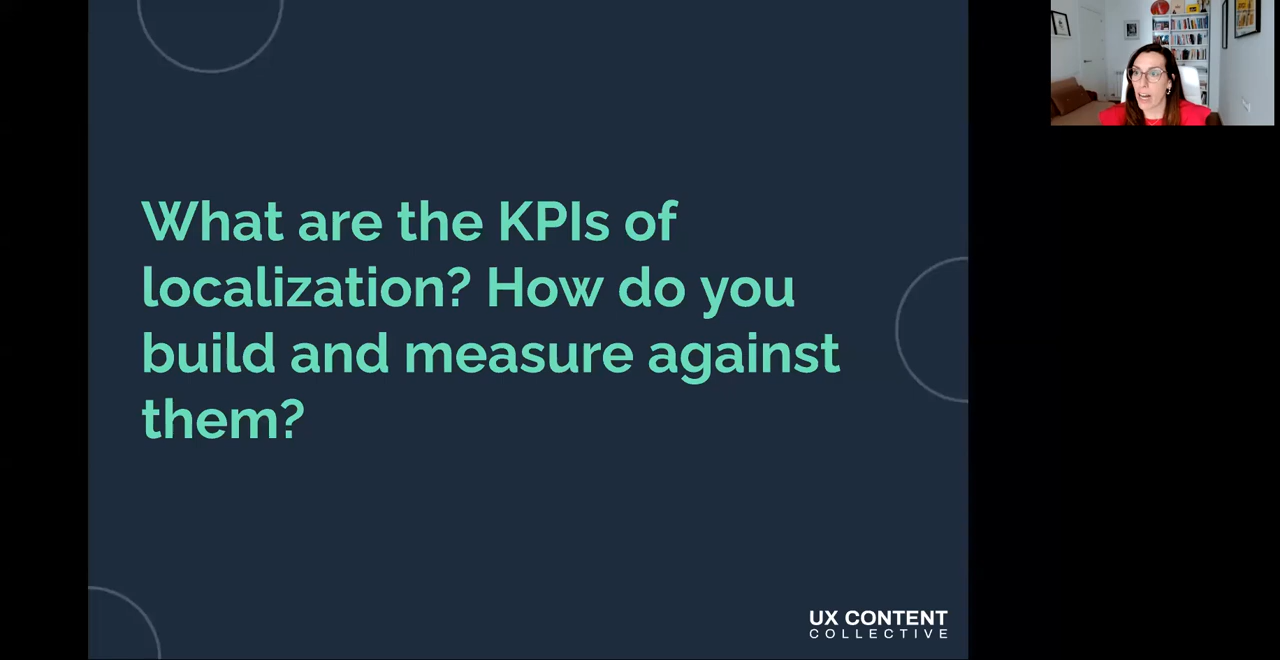 What are the KPIs of
localization? How do you
build and measure against
them?
UX CONTENT
COLLECTIVE